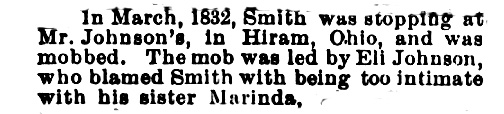 In March, 1832, Smith was stopping at
Mr. Johnson's, in Hiram, Ohio, and was
mobbed. The mob was led by Eli Johnson,
who blamed Smith with being too intimate
with his sister Marinda,